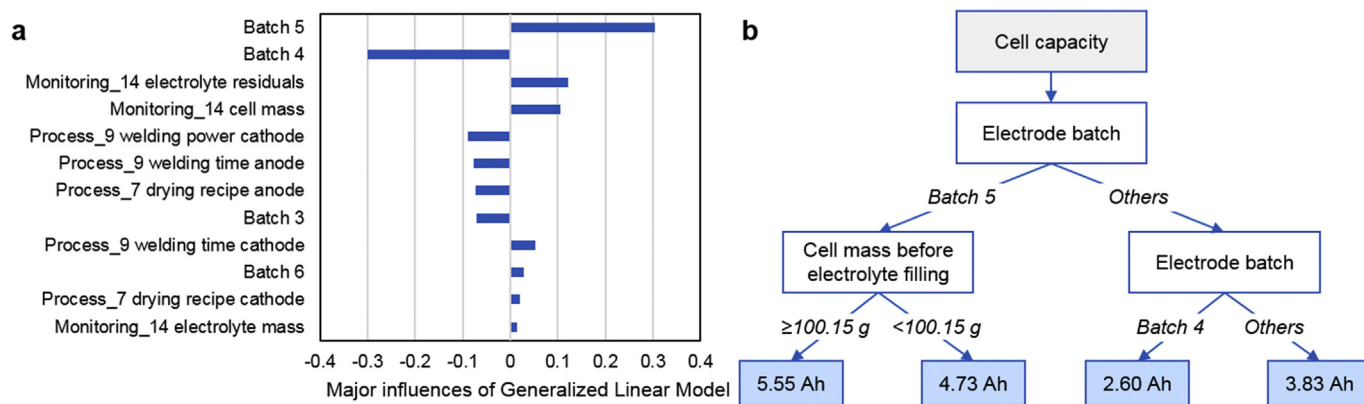 a
Batch 5
Batch 4
Monitoring_14 electrolyte residuals
Monitoring_14 cell mass
Process_9 welding power cathode
Process_9 welding time anode
Process_7 drying recipe anode
Batch 3
Process_9 welding time cathode
Batch 6
Process_7 drying recipe cathode
Monitoring_14 electrolyte mass
-0.4 -0.3 -0.2 -0.1 0 0.1 0.2 0.3 0.4
Major influences of Generalized Linear Model
b
Cell capacity
Electrode batch
Batch 5 Others
Cell mass before
electrolyte filling
Electrode batch
≥100.15 g <100.15 g Batch 4 Others
5.55 Ah 4.73 Ah 2.60 Ah 3.83 Ah